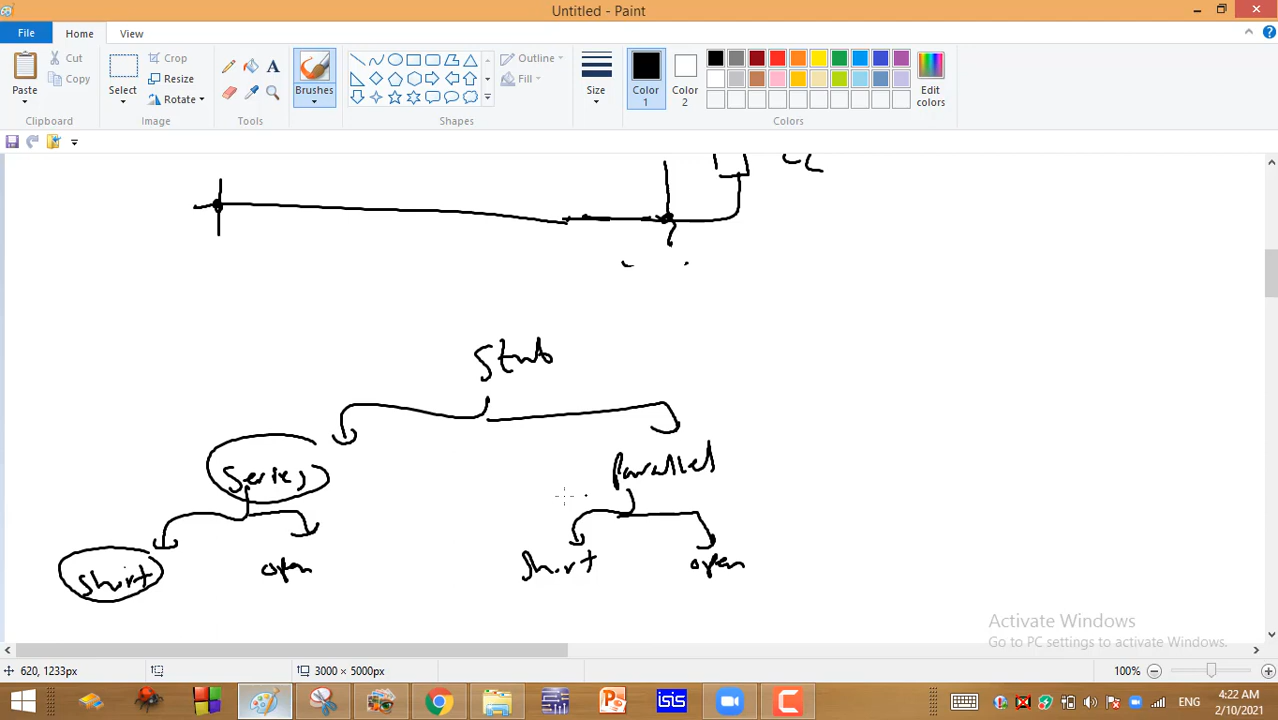 Untitled - Paint
File Home View
Paste
Cut
Copy
Clipboard
Select
Crop
Resize
Rotate
Image
A
Tools
Brushes
Shapes
Outline
Fill
Size
Color 1
Color 2
Edit colors
Colors
Stub
Series Parallel
Short open Short open
Activate Windows
Go to PC settings to activate Windows.
620, 1233px 3000 × 5000px 100%
isis ENG 4:22 AM
2/10/2021